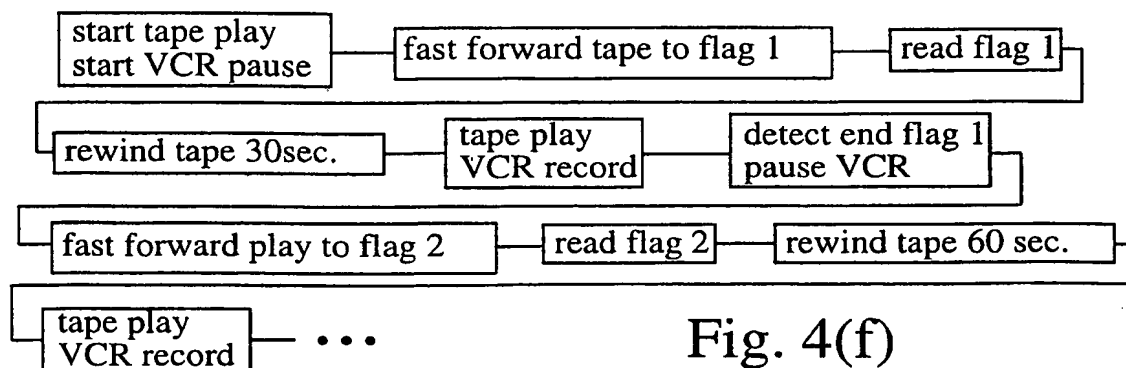 start tape play
start VCR pause
fast forward tape to flag 1
read flag 1
rewind tape 30sec.
tape play
VCR record
detect end flag 1
pause VCR
fast forward play to flag 2
read flag 2
rewind tape 60 sec.
tape play
VCR record
• • •
Fig. 4(f)